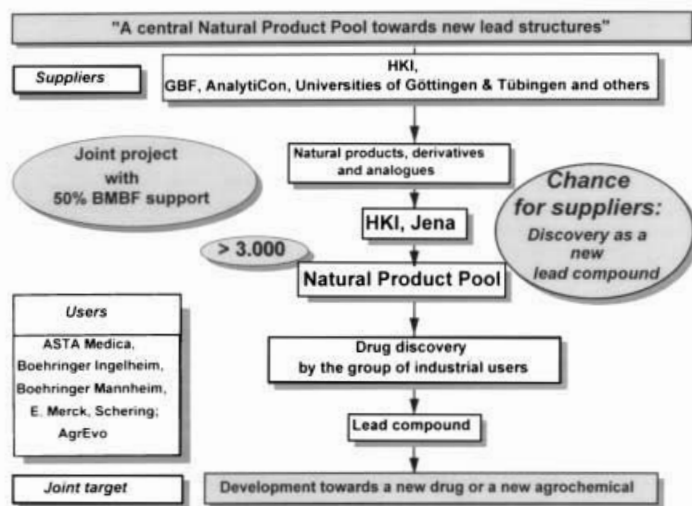 "A central Natural Product Pool towards new lead structures"
Suppliers
HKI,
GBF, AnalytiCon, Universities of Göttingen & Tübingen and others
Joint project
with
50% BMBF support
Natural products, derivatives
and analogues
Chance
for suppliers:
Discovery as a
new
lead compound
HKI, Jena
> 3.000
Natural Product Pool
Users
ASTA Medica,
Boehringer Ingelheim,
Boehringer Mannheim,
E. Merck, Schering;
AgrEvo
Drug discovery
by the group of industrial users
Lead compound
Joint target
Development towards a new drug or a new agrochemical